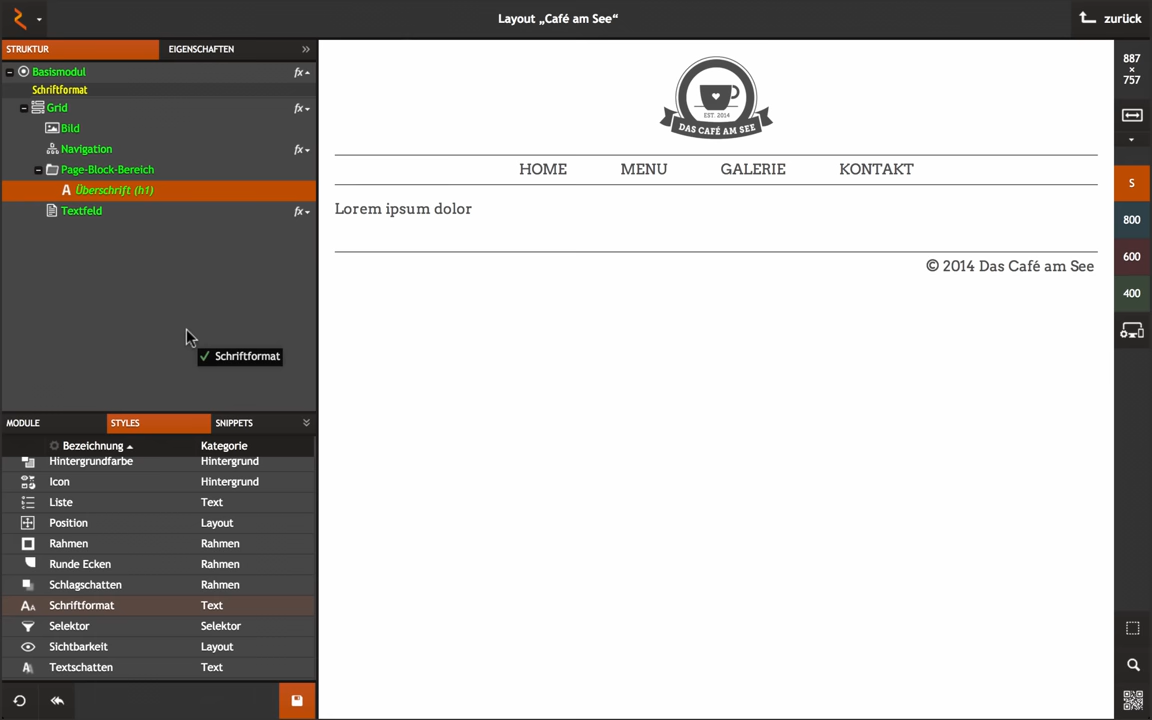 Layout „Café am See“
zurück
STRUKTUR
EIGENSCHAFTEN
Basismodul
fx
Schriftformat
Grid
fx
Bild
Navigation
fx
Page-Block-Bereich
Überschrift (h1)
Textfeld
fx
Schriftformat
MODULE
STYLES
SNIPPETS
Bezeichnung
Kategorie
Hintergrundfarbe
Hintergrund
Icon
Hintergrund
Liste
Text
Position
Layout
Rahmen
Rahmen
Runde Ecken
Rahmen
Schlagschatten
Rahmen
Schriftformat
Text
Selektor
Selektor
Sichtbarkeit
Layout
Textschatten
Text
EST. 2014
DAS CAFÉ AM SEE
HOME
MENU
GALERIE
KONTAKT
Lorem ipsum dolor
© 2014 Das Café am See
887
×
757
S
800
600
400